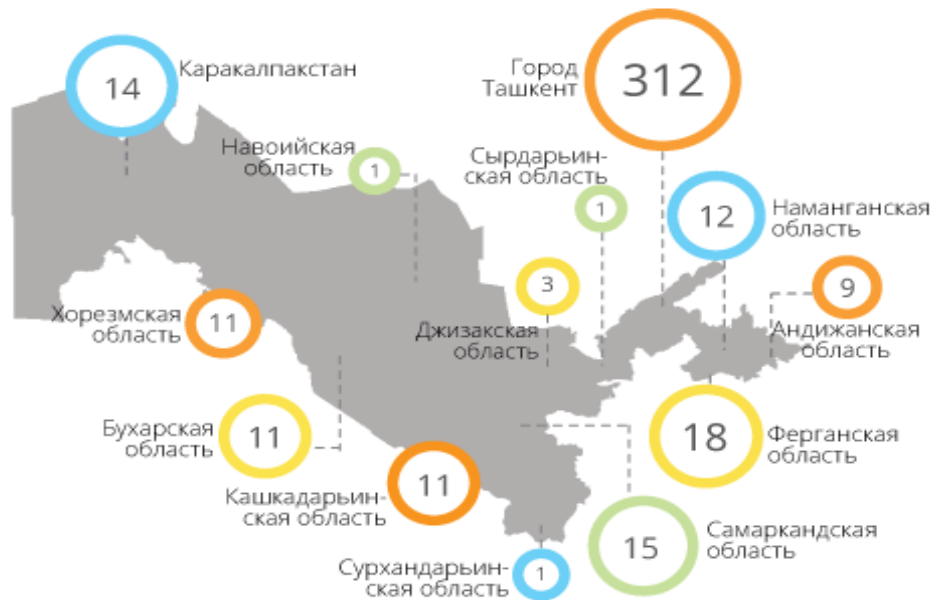 14
Каракалпакстан
Город
Ташкент
312
Навоийская
область
1
Сырдарьин-
ская область
1
12
Наманганская
область
3
Джизакская
область
9
Андижанская
область
Хорезмская
область
11
Бухарская
область
11
11
Кашкадарьин-
ская область
18
Ферганская
область
15
Самаркандская
область
Сурхандарьин-
ская область
1